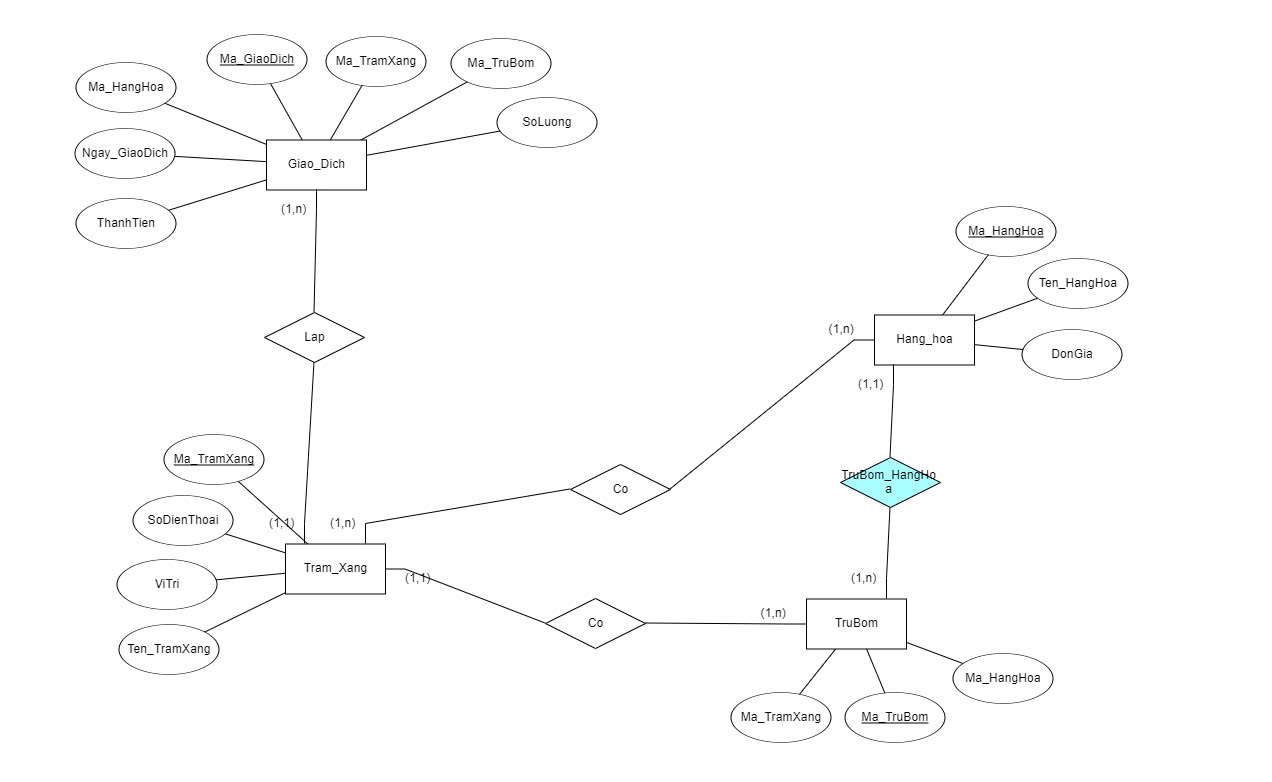 Ma_GiaoDich
Ma_TramXang
Ma_TruBom
Ma_HangHoa
SoLuong
Ngay_GiaoDich
Giao_Dich
ThanhTien
(1,n)
Ma_HangHoa
Ten_HangHoa
(1,n)
Hang_hoa
Lap
DonGia
(1,1)
Ma_TramXang
TruBom_HangHo
a
Co
SoDienThoai
(1,1)
(1,n)
Tram_Xang
(1,1)
(1,n)
ViTri
(1,n)
Co
TruBom
Ten_TramXang
Ma_HangHoa
Ma_TramXang
Ma_TruBom